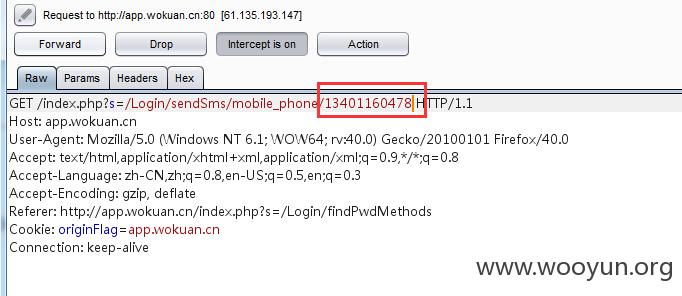 Request to http://app.wokuan.cn:80 [61.135.193.147]
Forward Drop Intercept is on Action
Raw Params Headers Hex
GET /index.php?s=/Login/sendSms/mobile_phone/13401160478 HTTP/1.1
Host: app.wokuan.cn
User-Agent: Mozilla/5.0 (Windows NT 6.1; WOW64; rv:40.0) Gecko/20100101 Firefox/40.0
Accept: text/html,application/xhtml+xml,application/xml;q=0.9,*/*;q=0.8
Accept-Language: zh-CN,zh;q=0.8,en-US;q=0.5,en;q=0.3
Accept-Encoding: gzip, deflate
Referer: http://app.wokuan.cn/index.php?s=/Login/findPwdMethods
Cookie: originFlag=app.wokuan.cn
Connection: keep-alive
www.wooyun.org